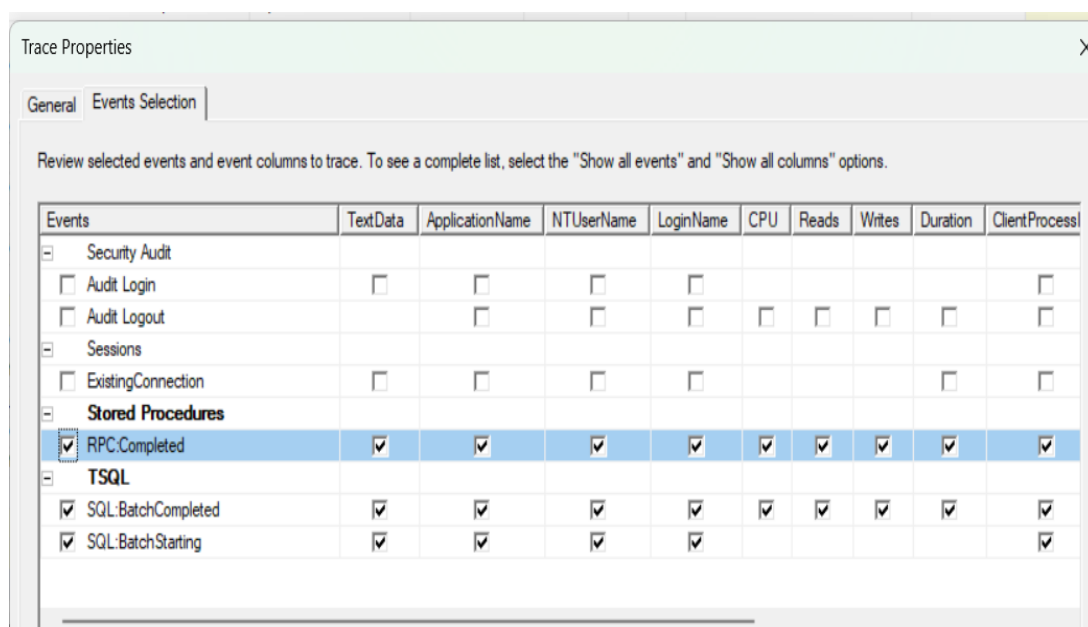 Trace Properties
General Events Selection
Review selected events and event columns to trace. To see a complete list, select the "Show all events" and "Show all columns" options.
Events TextData ApplicationName NTUserName LoginName CPU Reads Writes Duration ClientProcess
Security Audit
Audit Login
Audit Logout
Sessions
ExistingConnection
Stored Procedures
RPC:Completed
TSQL
SQL:BatchCompleted
SQL:BatchStarting